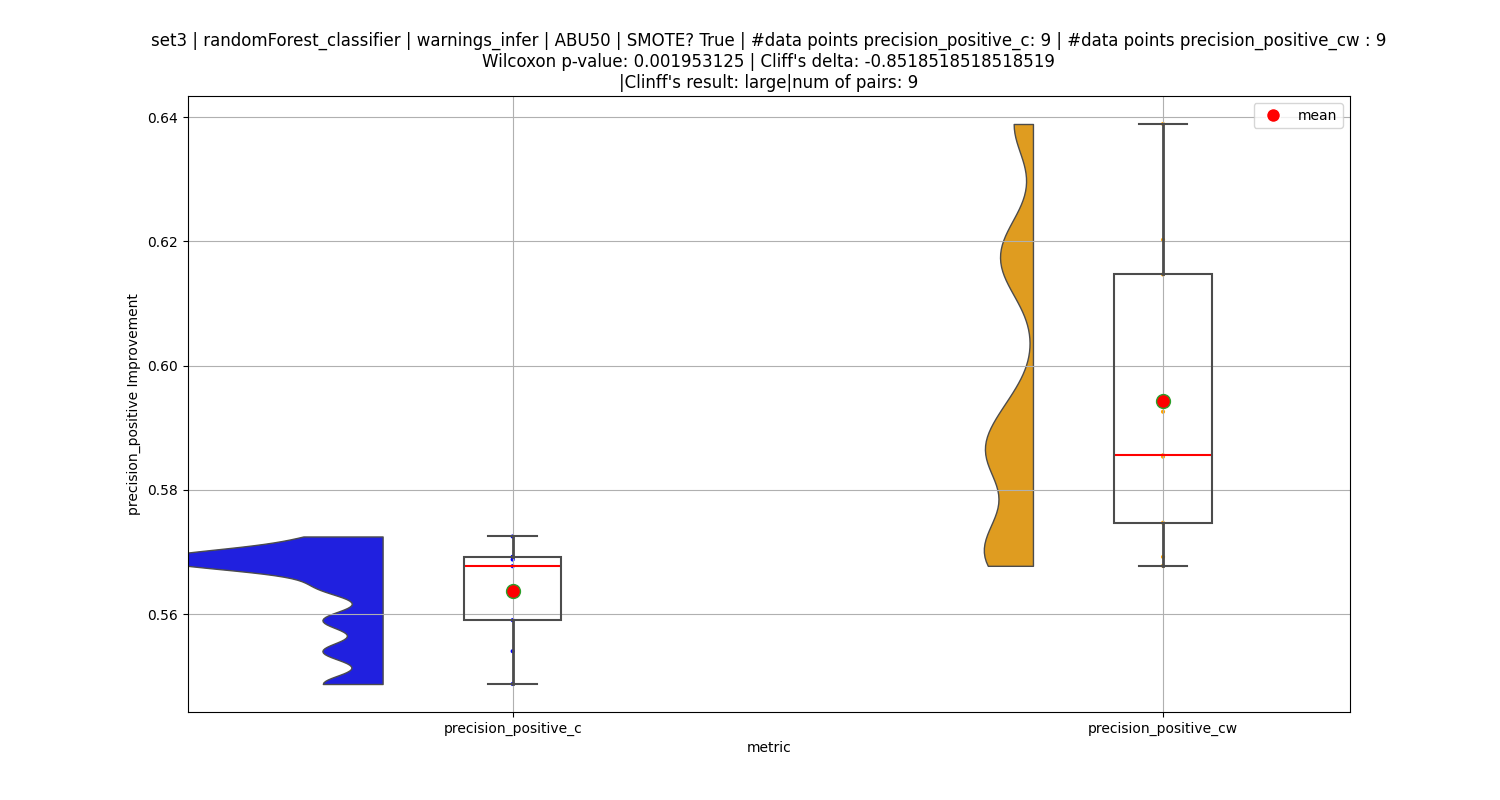 set3 | randomForest_classifier | warnings_infer | ABU50 | SMOTE? True | #data points precision_positive_c: 9 | #data points precision_positive_cw : 9
Wilcoxon p-value: 0.001953125 | Cliff's delta: -0.8518518518518519
|Clinff's result: large|num of pairs: 9
mean
0.64
0.62
0.60
0.58
0.56
precision_positive Improvement
precision_positive_c
precision_positive_cw
metric